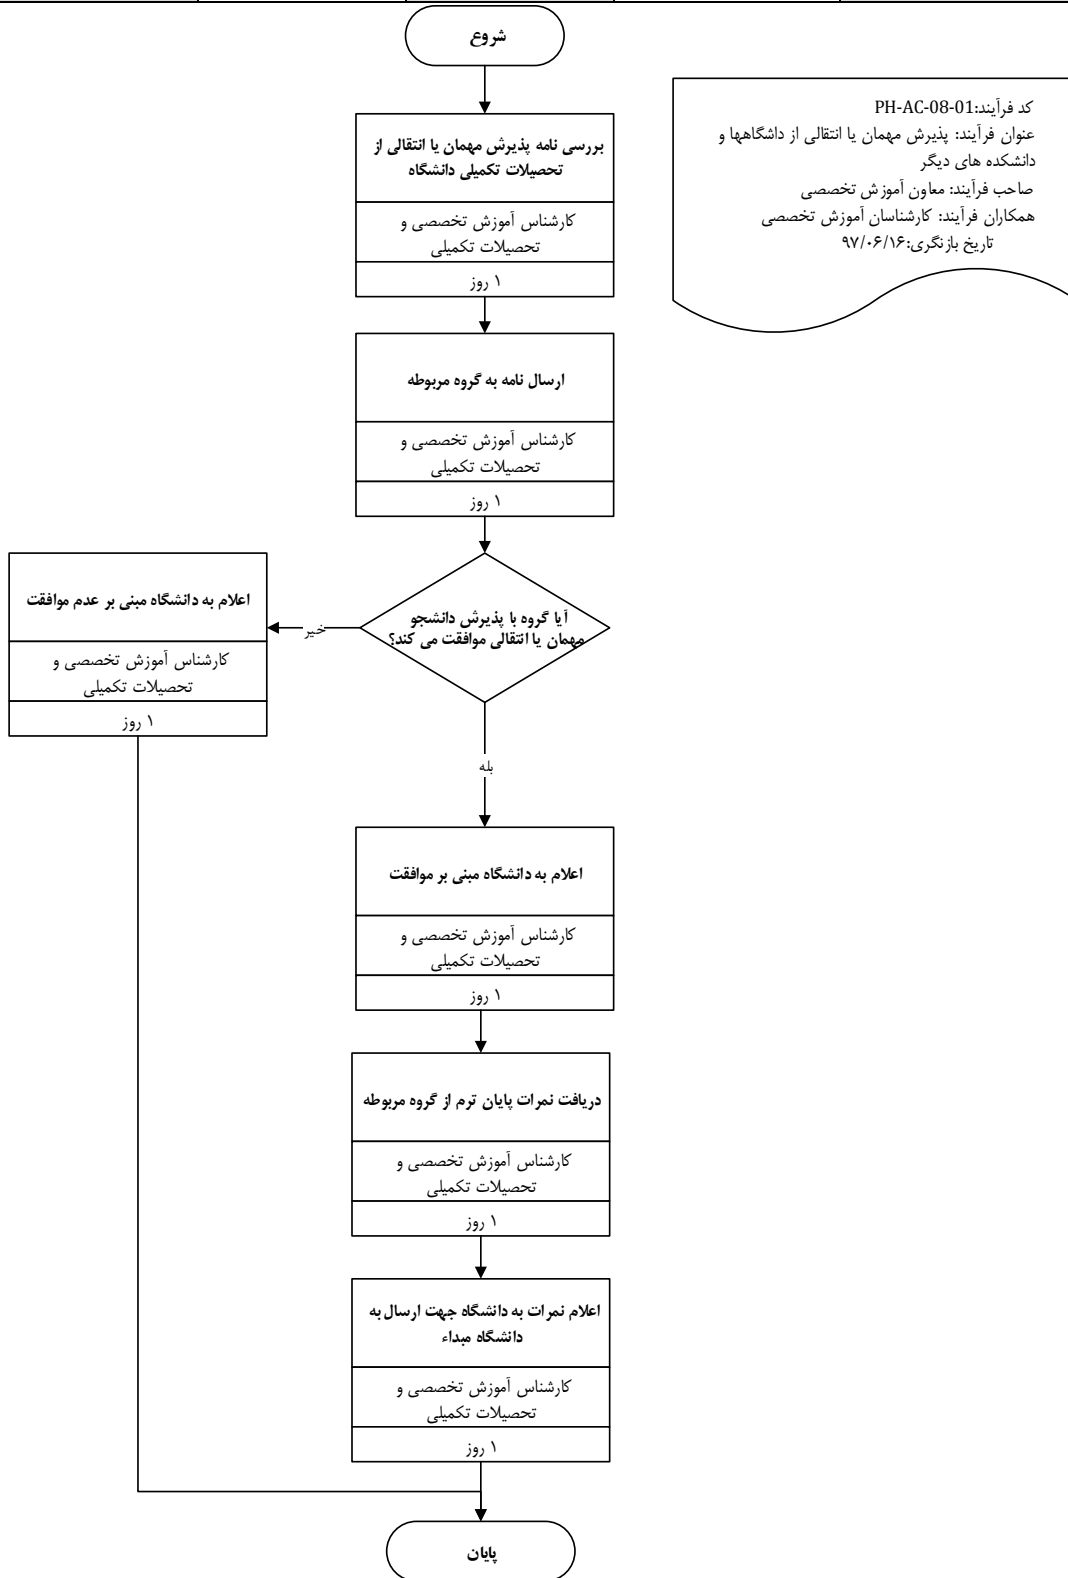 شروع
کد فرآیند:PH-AC-08-01
عنوان فرآیند: پذیرش مهمان یا انتقالی از داشگاهها و
دانشکده های دیگر
صاحب فرآیند: معاون آموزش تخصصی
همکاران فرآیند: کارشناسان آموزش تخصصی
تاریخ بازنگری:۹۷/۰۶/۱۶
بررسی نامه پذیرش مهمان یا انتقالی از
تحصیلات تکمیلی دانشگاه
کارشناس آموزش تخصصی و
تحصیلات تکمیلی
۱ روز
ارسال نامه به گروه مربوطه
کارشناس آموزش تخصصی و
تحصیلات تکمیلی
۱ روز
آیا گروه با پذیرش دانشجو
مهمان یا انتقالی موافقت می کند؟
خیر
اعلام به دانشگاه مبنی بر عدم موافقت
کارشناس آموزش تخصصی و
تحصیلات تکمیلی
۱ روز
بله
اعلام به دانشگاه مبنی بر موافقت
کارشناس آموزش تخصصی و
تحصیلات تکمیلی
۱ روز
دریافت نمرات پایان ترم از گروه مربوطه
کارشناس آموزش تخصصی و
تحصیلات تکمیلی
۱ روز
اعلام نمرات به دانشگاه جهت ارسال به
دانشگاه مبداء
کارشناس آموزش تخصصی و
تحصیلات تکمیلی
۱ روز
پایان